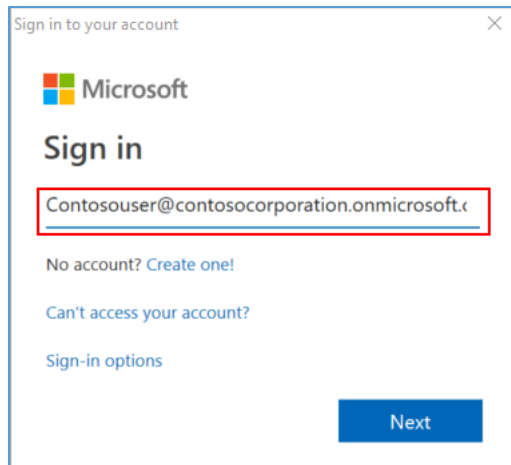 Sign in to your account
Microsoft
Sign in
Contosouser@contosocorporation.onmicrosoft.c
No account? Create one!
Can't access your account?
Sign-in options
Next